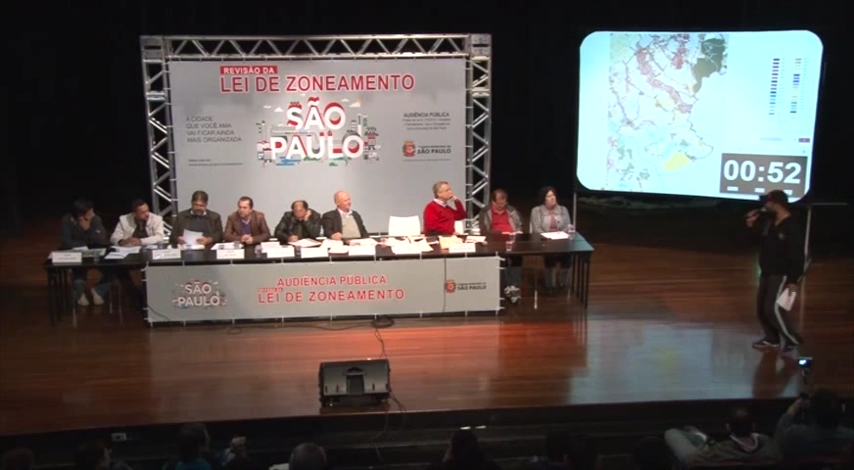 REVISÃO DA
LEI DE ZONEAMENTO
SÃO
PAULO
A CIDADE
QUE VOCÊ AMA
VAI FICAR AINDA
MAIS ORGANIZADA
AUDIÊNCIA PÚBLICA
SÃO PAULO
00:52
SÃO
PAULO
AUDIÊNCIA PÚBLICA
LEI DE ZONEAMENTO
SÃO PAULO